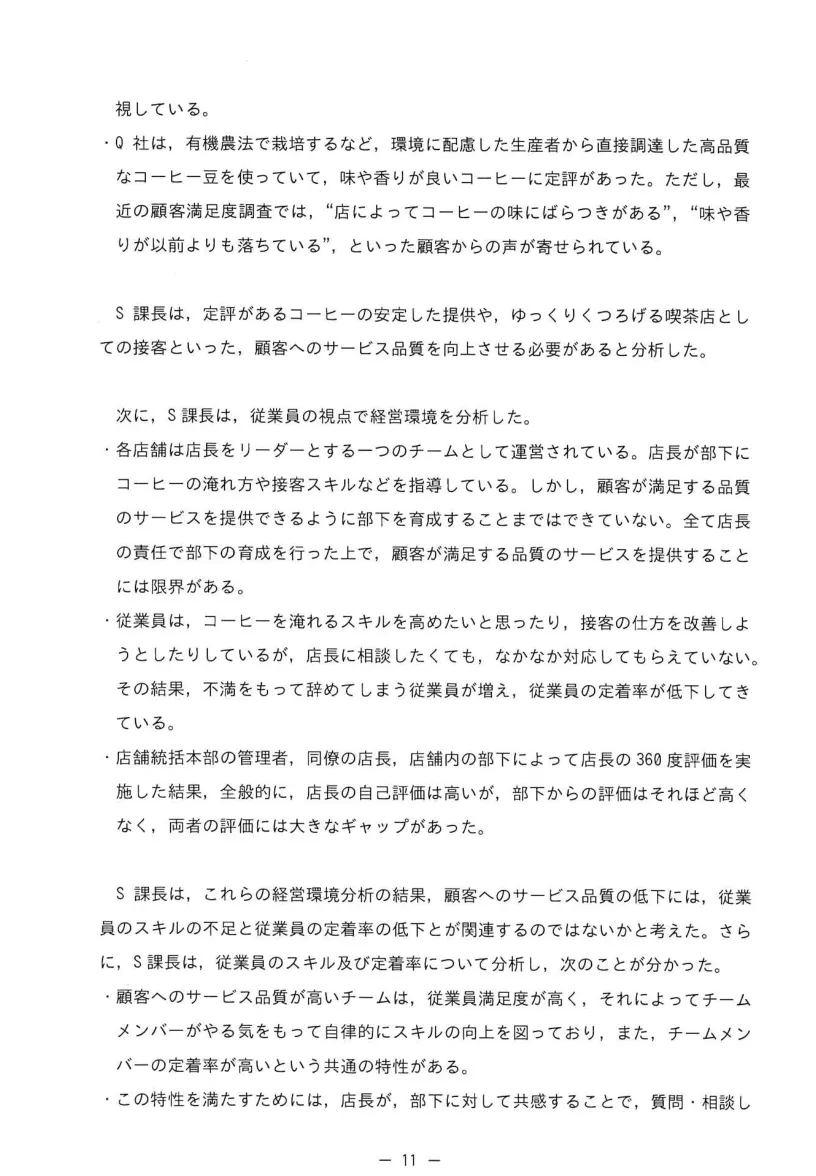 視している。
・Q 社は，有機農法で栽培するなど，環境に配慮した生産者から直接調達した高品質
なコーヒー豆を使っていて，味や香りが良いコーヒーに定評があった。ただし，最
近の顧客満足度調査では，“店によってコーヒーの味にばらつきがある”，“味や香
りが以前よりも落ちている”，といった顧客からの声が寄せられている。
S 課長は，定評があるコーヒーの安定した提供や，ゆっくりくつろげる喫茶店とし
ての接客といった，顧客へのサービス品質を向上させる必要があると分析した。
次に，S 課長は，従業員の視点で経営環境を分析した。
・各店舗は店長をリーダーとする一つのチームとして運営されている。店長が部下に
コーヒーの淹れ方や接客スキルなどを指導している。しかし，顧客が満足する品質
のサービスを提供できるように部下を育成することまではできていない。全て店長
の責任で部下の育成を行った上で，顧客が満足する品質のサービスを提供すること
には限界がある。
・従業員は，コーヒーを淹れるスキルを高めたいと思ったり，接客の仕方を改善しよ
うとしたりしているが，店長に相談したくても，なかなか対応してもらえていない。
その結果，不満をもって辞めてしまう従業員が増え，従業員の定着率が低下してき
ている。
・店舗統括本部の管理者，同僚の店長，店舗内の部下によって店長の 360 度評価を実
施した結果，全般的に，店長の自己評価は高いが，部下からの評価はそれほど高く
なく，両者の評価には大きなギャップがあった。
S 課長は，これらの経営環境分析の結果，顧客へのサービス品質の低下には，従業
員のスキルの不足と従業員の定着率の低下とが関連するのではないかと考えた。さら
に，S 課長は，従業員のスキル及び定着率について分析し，次のことが分かった。
・顧客へのサービス品質が高いチームは，従業員満足度が高く，それによってチーム
メンバーがやる気をもって自律的にスキルの向上を図っており，また，チームメン
バーの定着率が高いという共通の特性がある。
・この特性を満たすためには，店長が，部下に対して共感することで，質問・相談し
－ 11 －